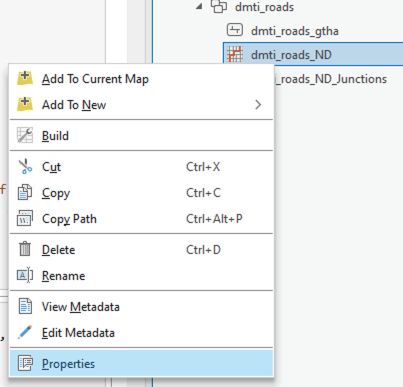 dmti_roads
dmti_roads_gtha
dmti_roads_ND
ti_roads_ND_Junctions
Add To Current Map
Add To New
Build
Cut Ctrl+X
Copy Ctrl+C
Copy Path Ctrl+Alt+P
Delete Ctrl+D
Rename
View Metadata
Edit Metadata
Properties
f
,